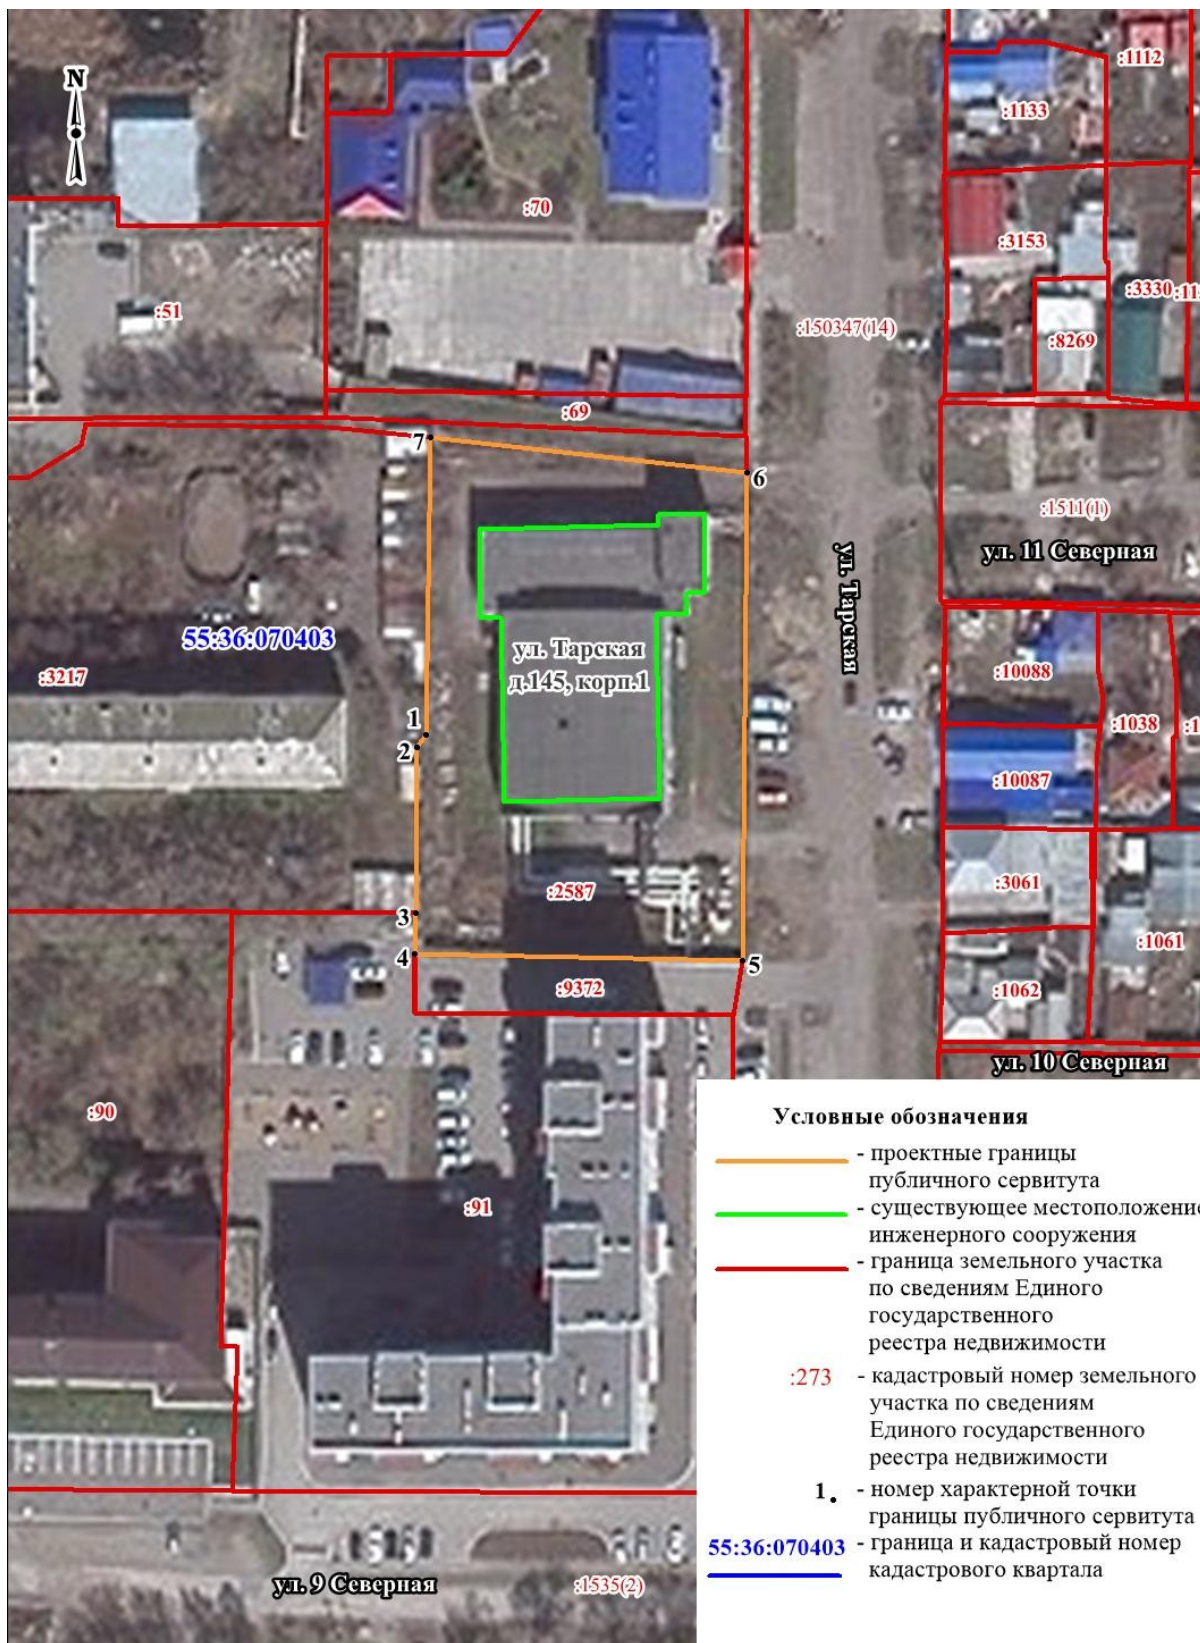 N
:1112
:1133
:70
:3153
:51
:3330
:11
:150347(14)
:8269
:69
7
6
:1511(1)
ул. 11 Северная
ул. Тарская
55:36:070403
ул. Тарская
д.145, корп.1
:3217
:10088
1
:1038
:1
2
:10087
:2587
:3061
3
:1061
4
5
:9372
:1062
ул. 10 Северная
:90
:91
ул. 9 Северная
:1535(2)
Условные обозначения
- проектные границы
публичного сервитута
- существующее местоположение
инженерного сооружения
- граница земельного участка
по сведениям Единого
государственного
реестра недвижимости
:273 - кадастровый номер земельного
участка по сведениям
Единого государственного
реестра недвижимости
1. - номер характерной точки
границы публичного сервитута
55:36:070403 - граница и кадастровый номер
кадастрового квартала